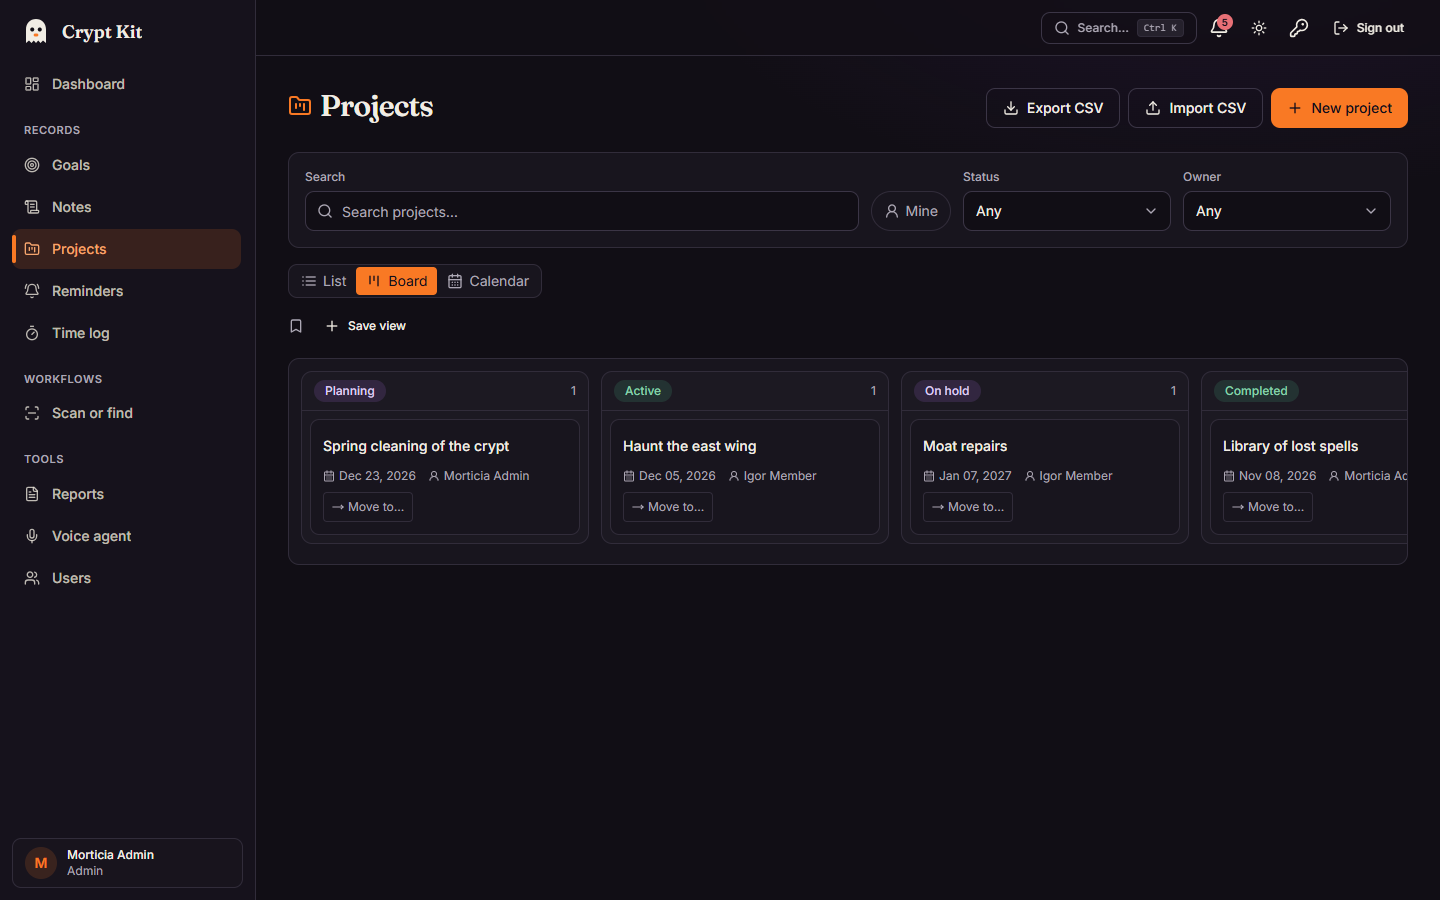 Crypt Kit
Search... Ctrl K
5
Sign out
Dashboard
RECORDS
Goals
Notes
Projects
Reminders
Time log
WORKFLOWS
Scan or find
TOOLS
Reports
Voice agent
Users
M
Morticia Admin
Admin
Projects
Export CSV
Import CSV
New project
Search
Search projects...
Mine
Status
Any
Owner
Any
List
Board
Calendar
Save view
Planning 1
Spring cleaning of the crypt
Dec 23, 2026 Morticia Admin
→ Move to...
Active 1
Haunt the east wing
Dec 05, 2026 Igor Member
→ Move to...
On hold 1
Moat repairs
Jan 07, 2027 Igor Member
→ Move to...
Completed
Library of lost spells
Nov 08, 2026 Morticia Ad
→ Move to...